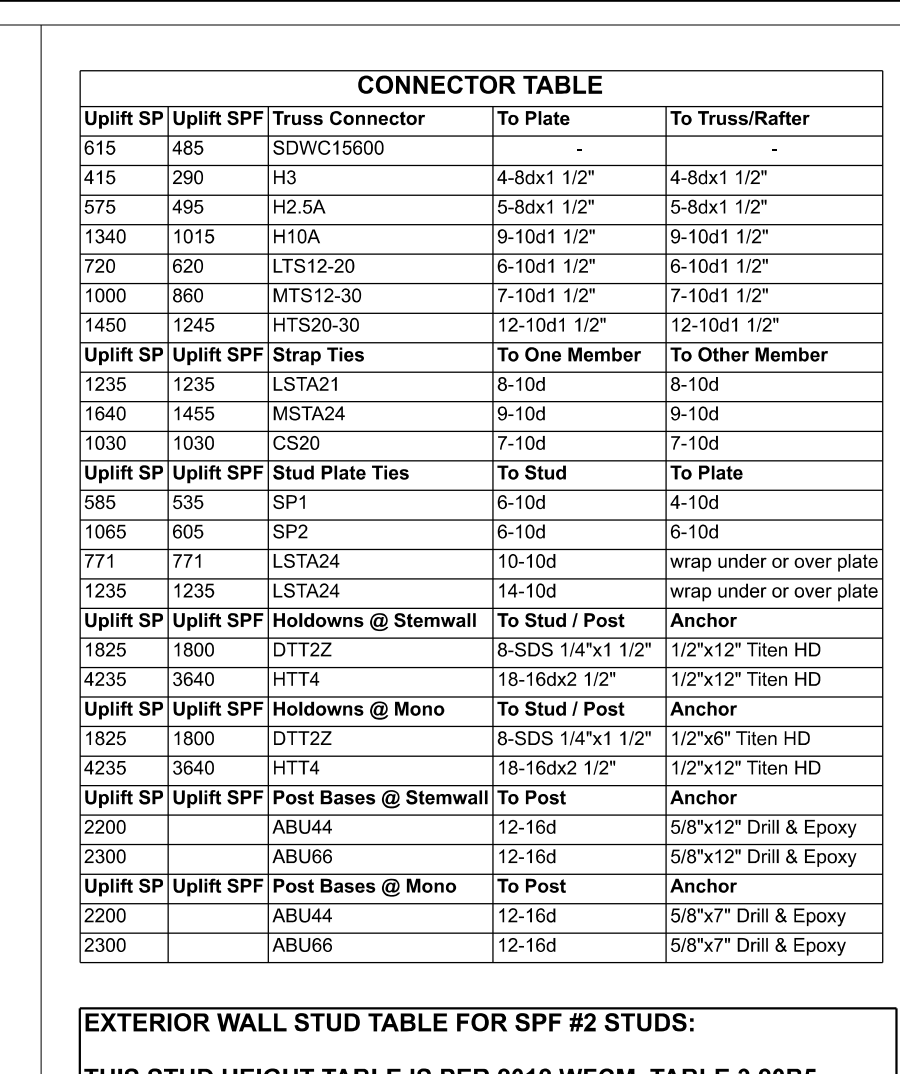 CONNECTOR TABLE
Uplift SP Uplift SPF Truss Connector To Plate To Truss/Rafter
615 485 SDWC15600 - -
415 290 H3 4-8dx1 1/2" 4-8dx1 1/2"
575 495 H2.5A 5-8dx1 1/2" 5-8dx1 1/2"
1340 1015 H10A 9-10d1 1/2" 9-10d1 1/2"
720 620 LTS12-20 6-10d1 1/2" 6-10d1 1/2"
1000 860 MTS12-30 7-10d1 1/2" 7-10d1 1/2"
1450 1245 HTS20-30 12-10d1 1/2" 12-10d1 1/2"
Uplift SP Uplift SPF Strap Ties To One Member To Other Member
1235 1235 LSTA21 8-10d 8-10d
1640 1455 MSTA24 9-10d 9-10d
1030 1030 CS20 7-10d 7-10d
Uplift SP Uplift SPF Stud Plate Ties To Stud To Plate
585 535 SP1 6-10d 4-10d
1065 605 SP2 6-10d 6-10d
771 771 LSTA24 10-10d wrap under or over plate
1235 1235 LSTA24 14-10d wrap under or over plate
Uplift SP Uplift SPF Holdowns @ Stemwall To Stud / Post Anchor
1825 1800 DTT2Z 8-SDS 1/4"x1 1/2" 1/2"x12" Titen HD
4235 3640 HTT4 18-16dx2 1/2" 1/2"x12" Titen HD
Uplift SP Uplift SPF Holdowns @ Mono To Stud / Post Anchor
1825 1800 DTT2Z 8-SDS 1/4"x1 1/2" 1/2"x6" Titen HD
4235 3640 HTT4 18-16dx2 1/2" 1/2"x12" Titen HD
Uplift SP Uplift SPF Post Bases @ Stemwall To Post Anchor
2200 ABU44 12-16d 5/8"x12" Drill & Epoxy
2300 ABU66 12-16d 5/8"x12" Drill & Epoxy
Uplift SP Uplift SPF Post Bases @ Mono To Post Anchor
2200 ABU44 12-16d 5/8"x7" Drill & Epoxy
2300 ABU66 12-16d 5/8"x7" Drill & Epoxy
EXTERIOR WALL STUD TABLE FOR SPF #2 STUDS:
THIS STUD HEIGHT TABLE IS PER